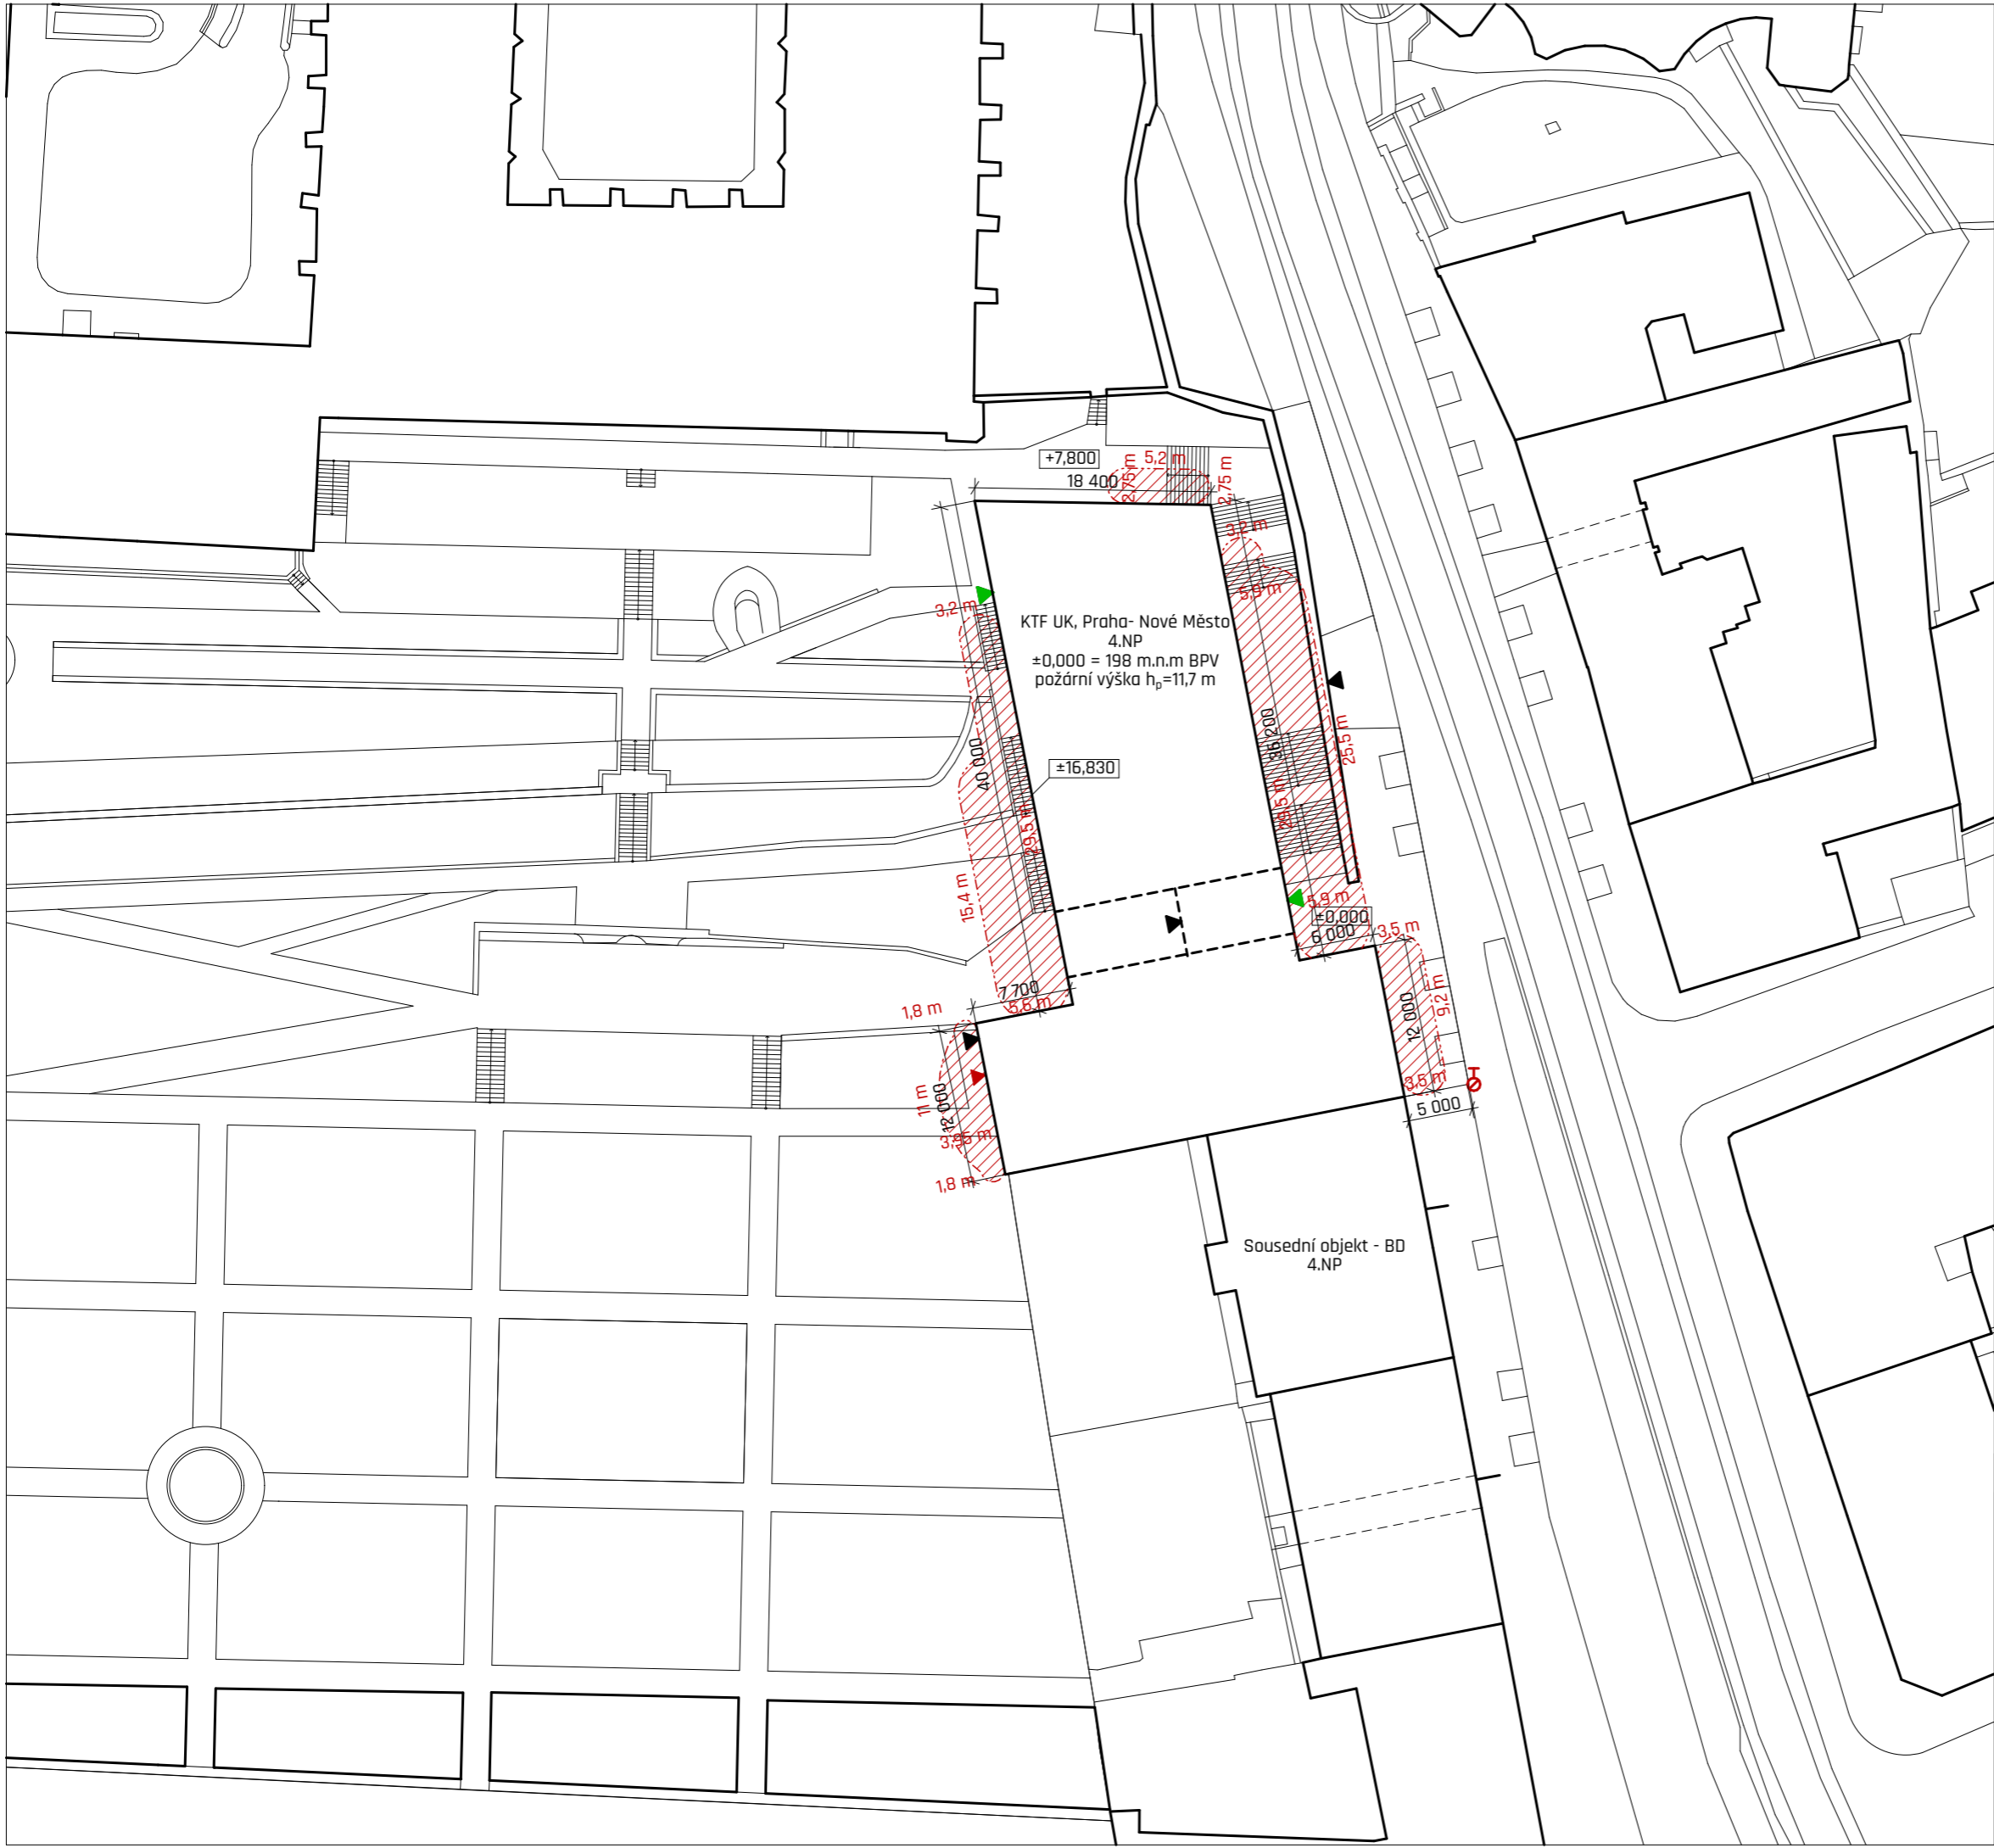 +7,800
5,2 m
2,75 m
2,75 m
18 400
3,2 m
5,9 m
3,2 m
KTF UK, Praha- Nové Město
4.NP
±0,000 = 198 m.n.m BPV
požární výška hp=11,7 m
36 200
25,5 m
40 000
±16,830
29,5 m
25,5 m
15,4 m
5,9 m
±0,000
6 000
3,5 m
7 700
5,6 m
1,8 m
9,2 m
12 000
11 m
12 000
3,5 m
5 000
3,95 m
1,8 m
Sousední objekt - BD
4.NP